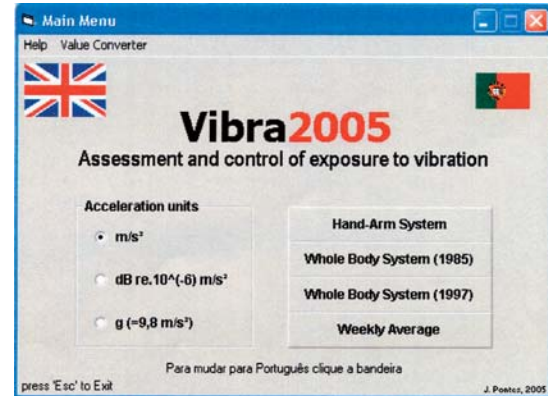 Main Menu
Help Value Converter
Vibra2005
Assessment and control of exposure to vibration
Acceleration units
m/s²
dB re.10^(-6) m/s²
g (=9,8 m/s²)
Hand-Arm System
Whole Body System (1985)
Whole Body System (1997)
Weekly Average
Para mudar para Português clique a bandeira
press 'Esc' to Exit
J. Pontes, 2005